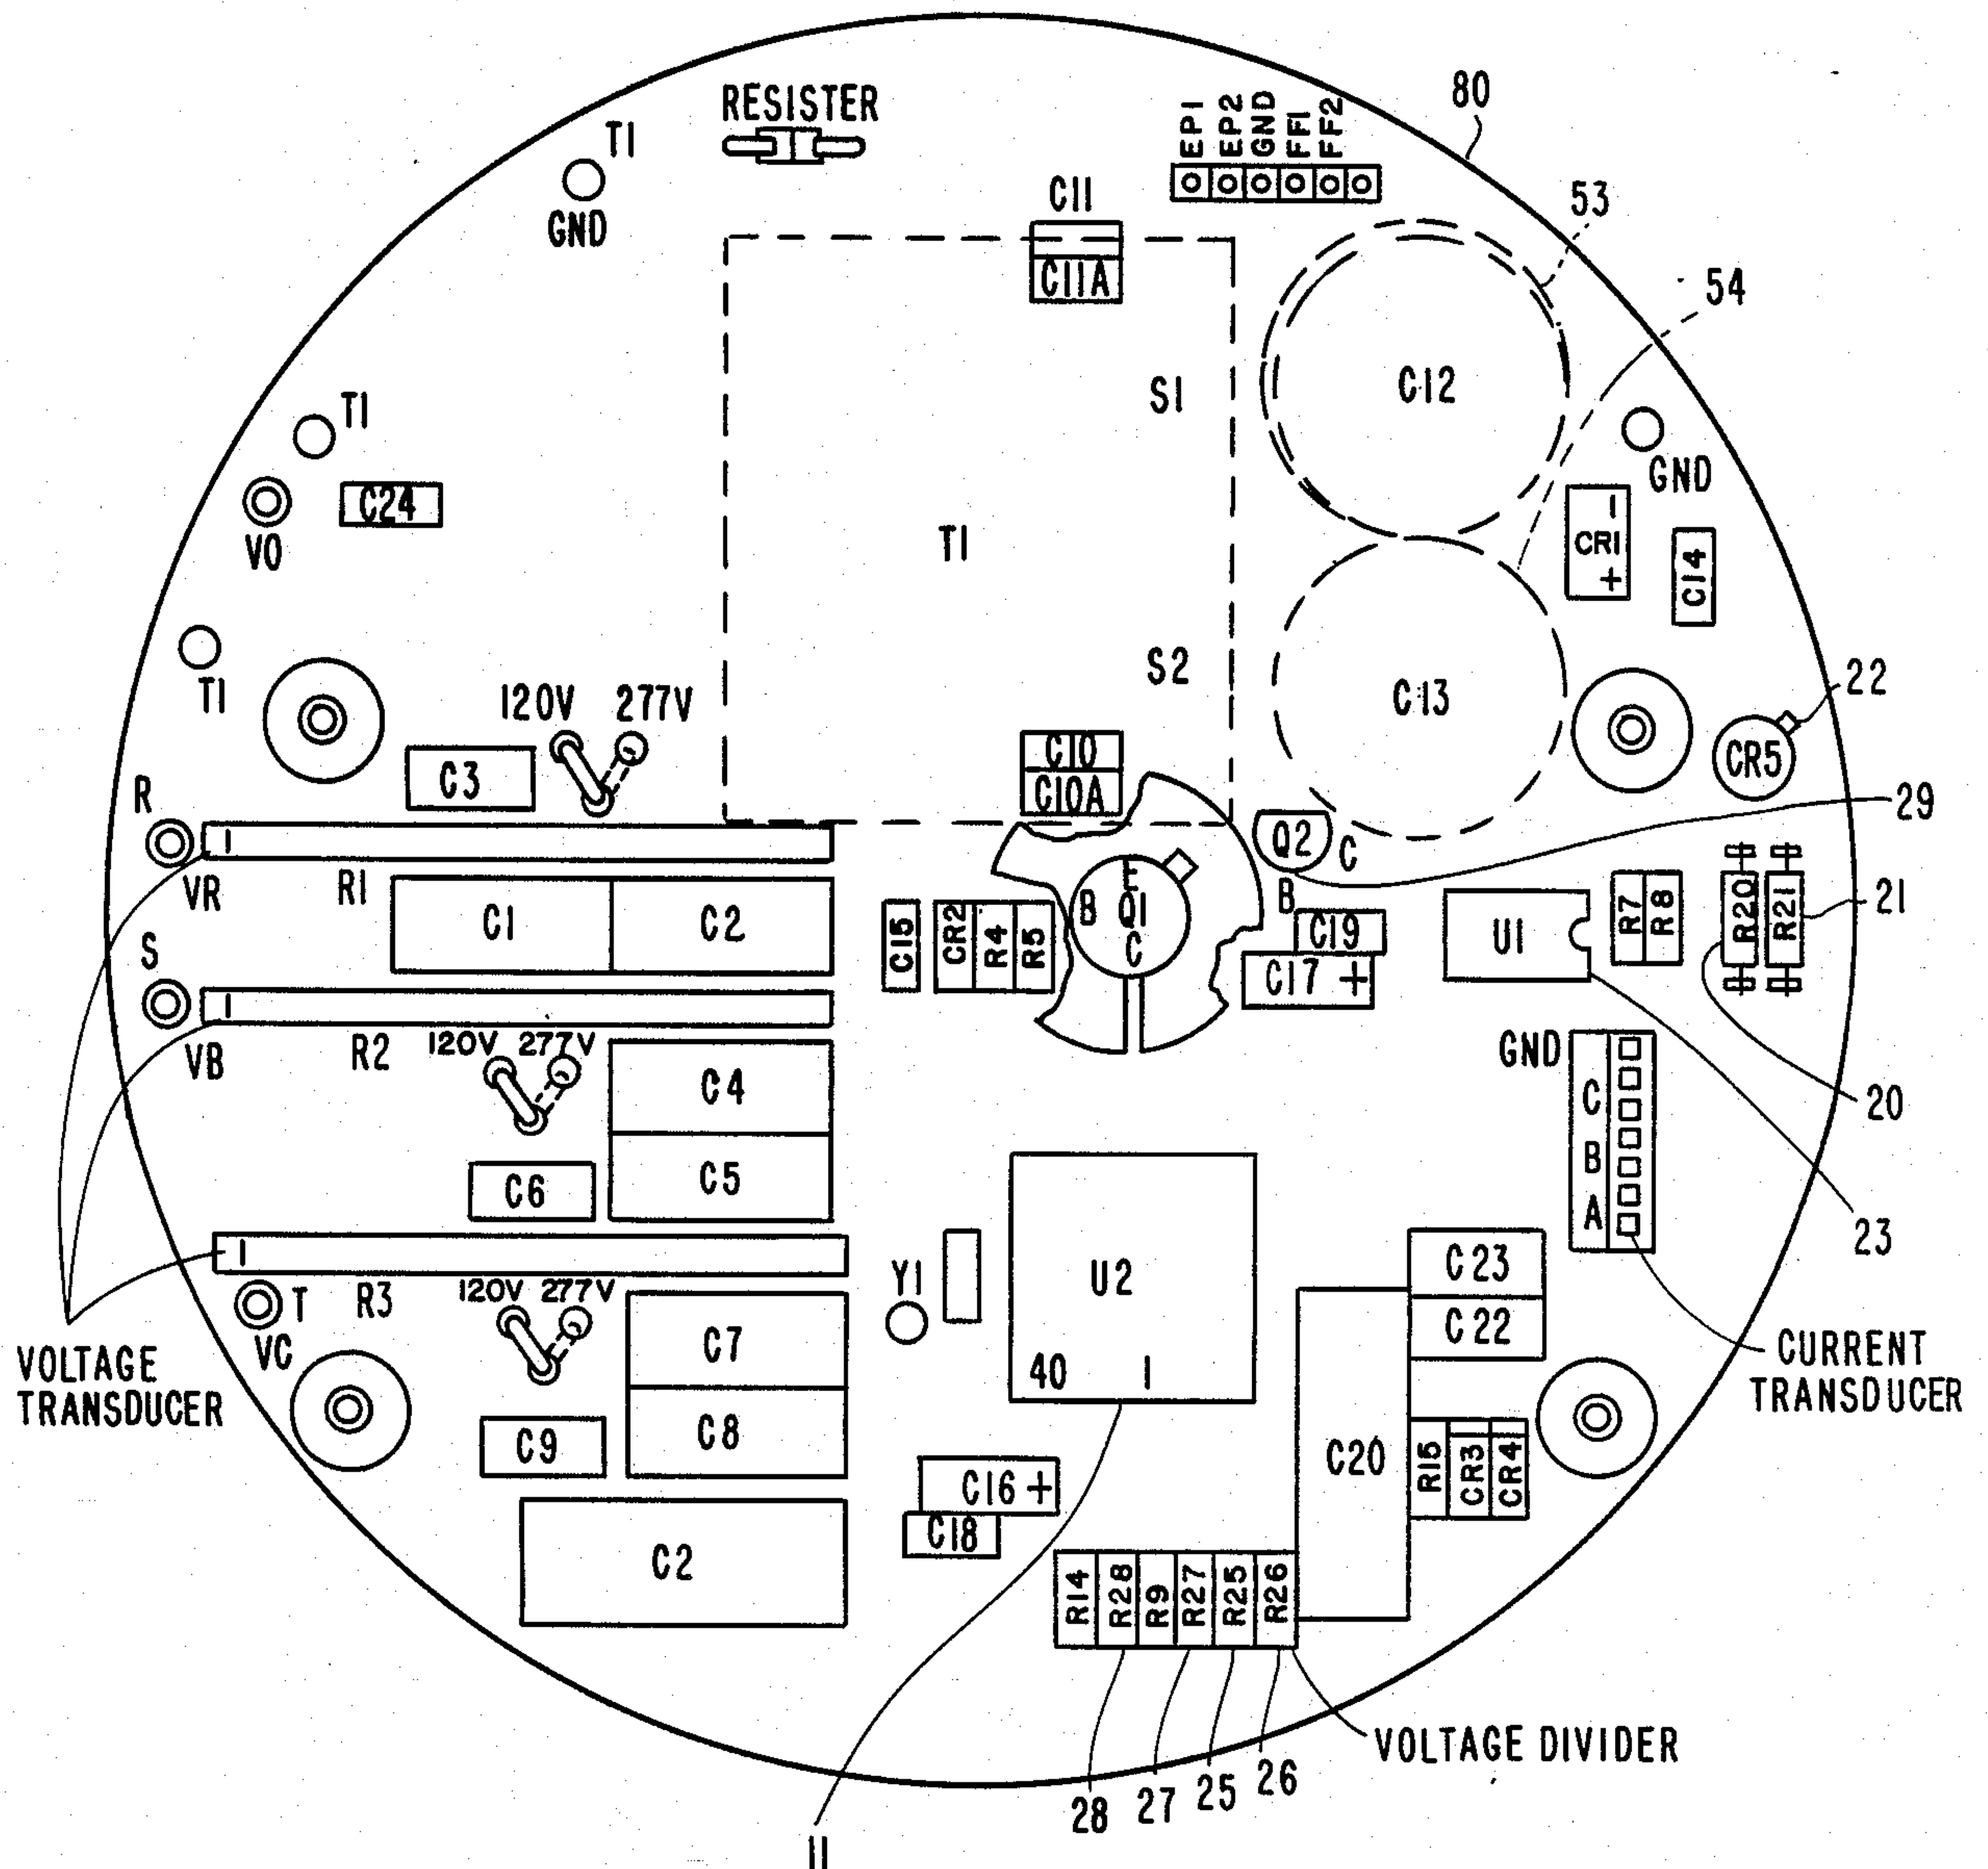 RESISTER
T1
GND
EP1
EP2
GND
FF1
FF2
80
C11
C11A
53
54
S1
C12
T1
C24
VO
T1
GND
1
CR1
+
C14
T1
S2
C13
22
CR5
120V 277V
C3
C10
C10A
29
R
1
VR
R1
Q2
C
B
E
B Q1
C
C1
C2
C15
CR2
R4
R5
C19
C17 +
U1
R7
R8
R20
R21
21
S
1
VB
R2
120V 277V
C4
C5
C6
GND
C
B
A
20
23
1
T
VC
R3
120V 277V
Y1
U2
40 1
C23
C22
VOLTAGE
TRANSDUCER
CURRENT
TRANSDUCER
C7
C8
C9
C20
R15
CR3
CR4
C16 +
C18
C2
R14
R28
R9
R27
R25
R26
VOLTAGE DIVIDER
28
27
25
26
11